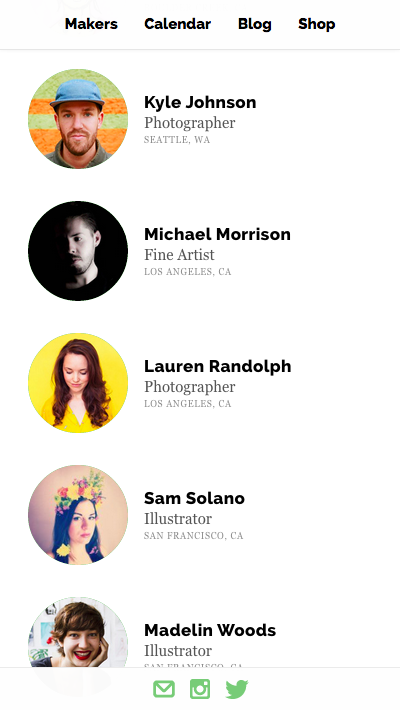 Makers Calendar Blog Shop
Kyle Johnson
Photographer
SEATTLE, WA
Michael Morrison
Fine Artist
LOS ANGELES, CA
Lauren Randolph
Photographer
LOS ANGELES, CA
Sam Solano
Illustrator
SAN FRANCISCO, CA
Madelin Woods
Illustrator
SAN FRANCISCO, CA